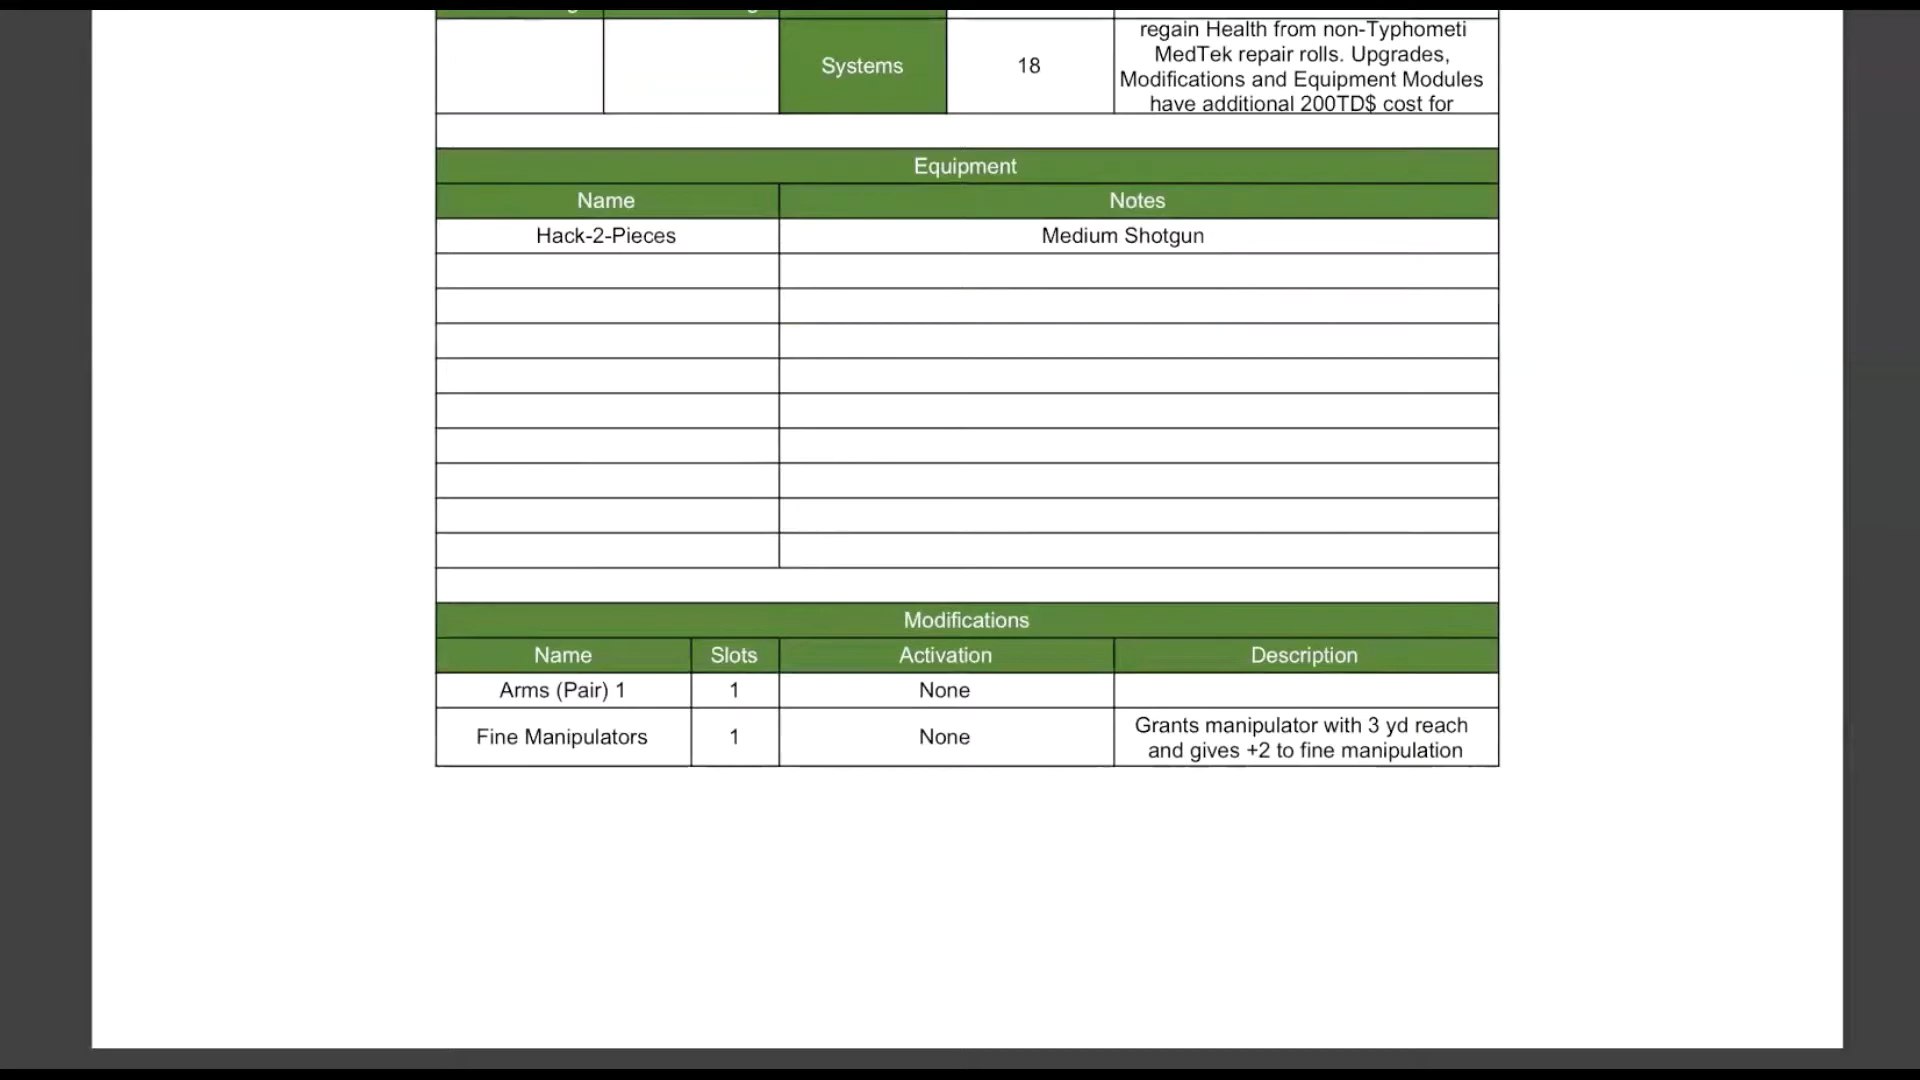 regain Health from non-Typhometi
MedTek repair rolls. Upgrades,
Systems 18 Modifications and Equipment Modules
have additional 200TD$ cost for
Equipment
Name Notes
Hack-2-Pieces Medium Shotgun
Modifications
Name Slots Activation Description
Arms (Pair) 1 1 None
Fine Manipulators 1 None Grants manipulator with 3 yd reach
and gives +2 to fine manipulation